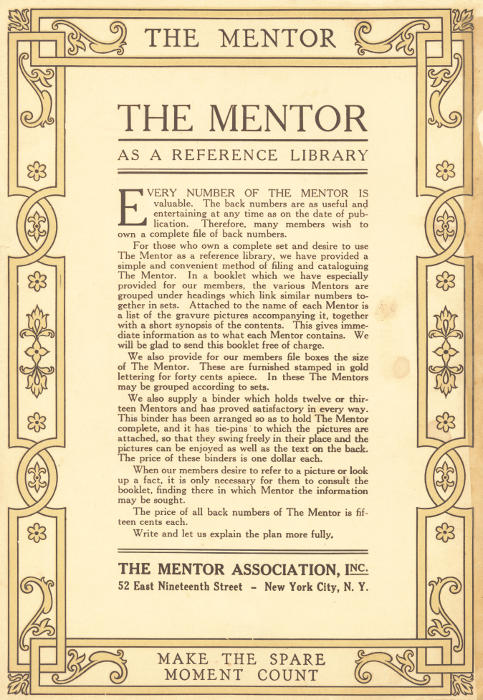 THE MENTOR
THE MENTOR
AS A REFERENCE LIBRARY
EVERY NUMBER OF THE MENTOR IS
valuable. The back numbers are as useful and
entertaining at any time as on the date of pub-
lication. Therefore, many members wish to
own a complete file of back numbers.
For those who own a complete set and desire to use
The Mentor as a reference library, we have provided a
simple and convenient method of filing and cataloguing
The Mentor. In a booklet which we have especially
provided for our members, the various Mentors are
grouped under headings which link similar numbers to-
gether in sets. Attached to the name of each Mentor is
a list of the gravure pictures accompanying it, together
with a short synopsis of the contents. This gives imme-
diate information as to what each Mentor contains. We
will be glad to send this booklet free of charge.
We also provide for our members file boxes the size
of The Mentor. These are furnished stamped in gold
lettering for forty cents apiece. In these The Mentors
may be grouped according to sets.
We also supply a binder which holds twelve or thir-
teen Mentors and has proved satisfactory in every way.
This binder has been arranged so as to hold The Mentor
complete, and it has tie-pins to which the pictures are
attached, so that they swing freely in their place and the
pictures can be enjoyed as well as the text on the back.
The price of these binders is one dollar each.
When our members desire to refer to a picture or look
up a fact, it is only necessary for them to consult the
booklet, finding there in which Mentor the information
may be sought.
The price of all back numbers of The Mentor is fif-
teen cents each.
Write and let us explain the plan more fully.
THE MENTOR ASSOCIATION, INC.
52 East Nineteenth Street – New York City, N. Y.
MAKE THE SPARE
MOMENT COUNT